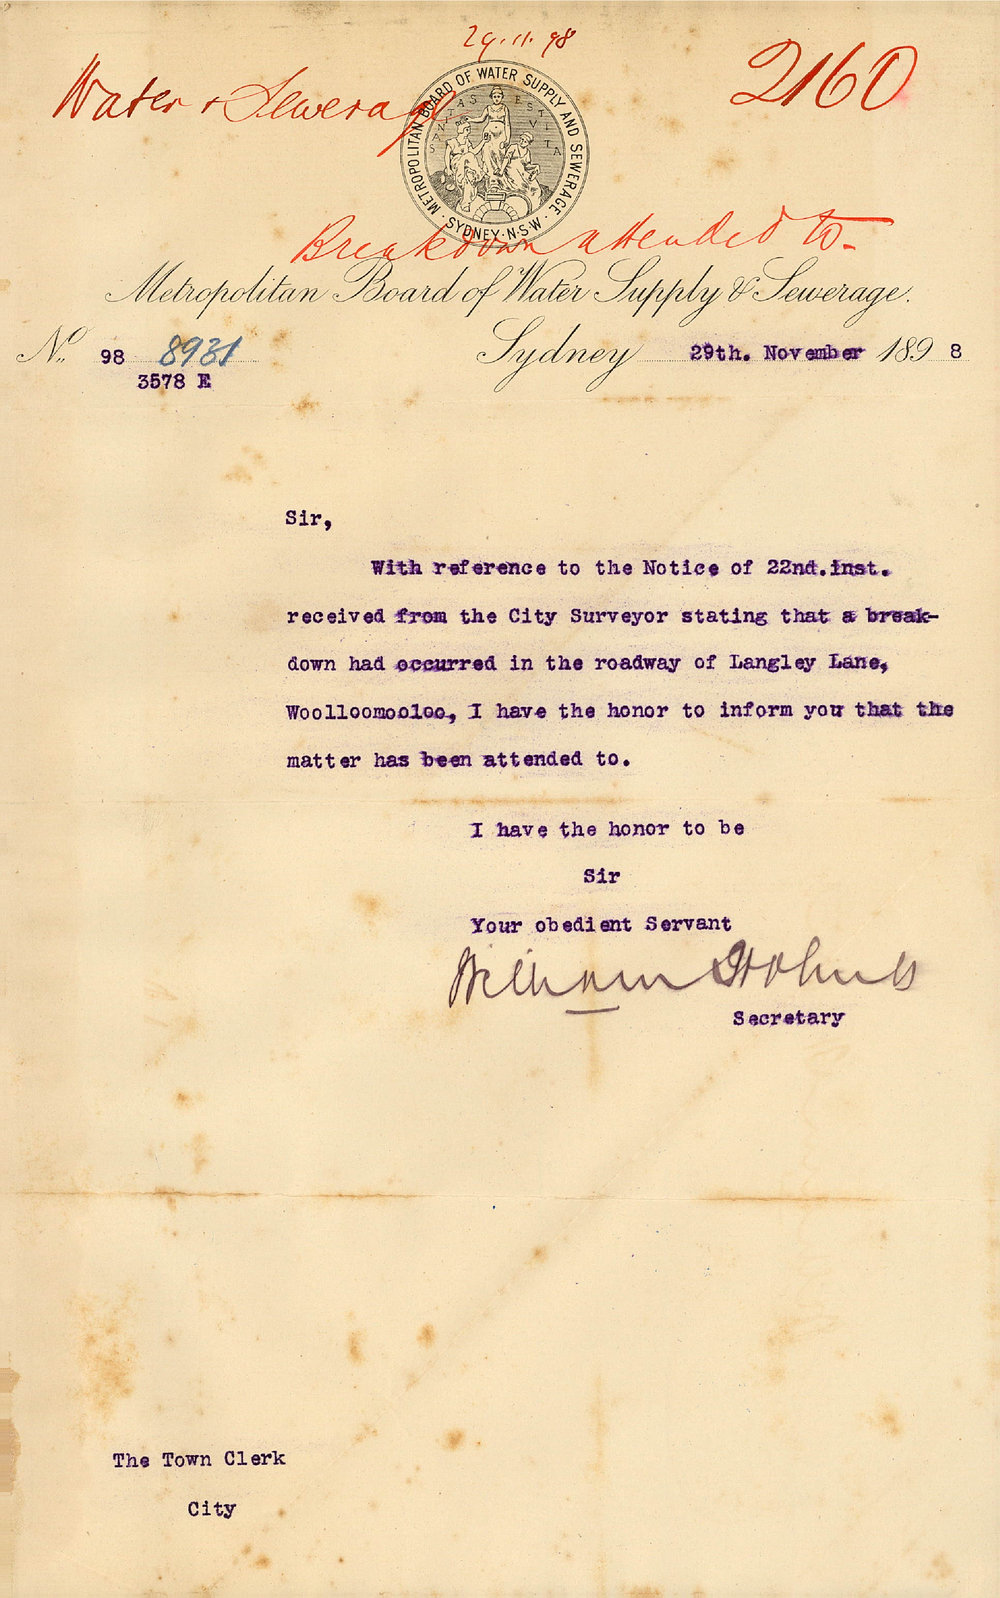 29.11.98
Water & Sewerage
2160
METROPOLITAN BOARD OF WATER SUPPLY AND SEWERAGE
SANITAS ESK VITA
SYDNEY·N·S·W·
Breakdown attended to-
Metropolitan Board of Water Supply & Sewerage.
No. 98 8931
3578 E
Sydney 29th. November 1898
Sir,
With reference to the Notice of 22nd.inst.
received from the City Surveyor stating that a break-
down had occurred in the roadway of Langley Lane,
Woolloomooloo, I have the honor to inform you that the
matter has been attended to.
I have the honor to be
Sir
Your obedient Servant
William Holmes
Secretary
The Town Clerk
City